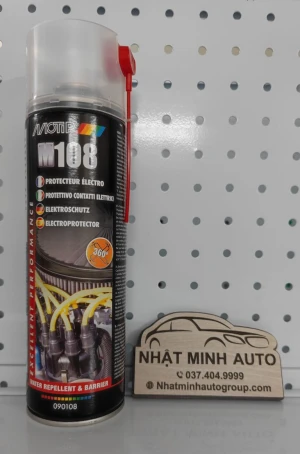 MOTIP
M108
PROTECTEUR ÉLECTRO
PROTETTIVO CONTATTI ELETTRICI
ELEKTROSCHUTZ
ELECTROPROTECTOR
360°
EXCELLENT PERFORMANCE
WATER REPELLENT & BARRIER
090108
NHẬT MINH AUTO
037.404.9999
Nhatminhautogroup.com